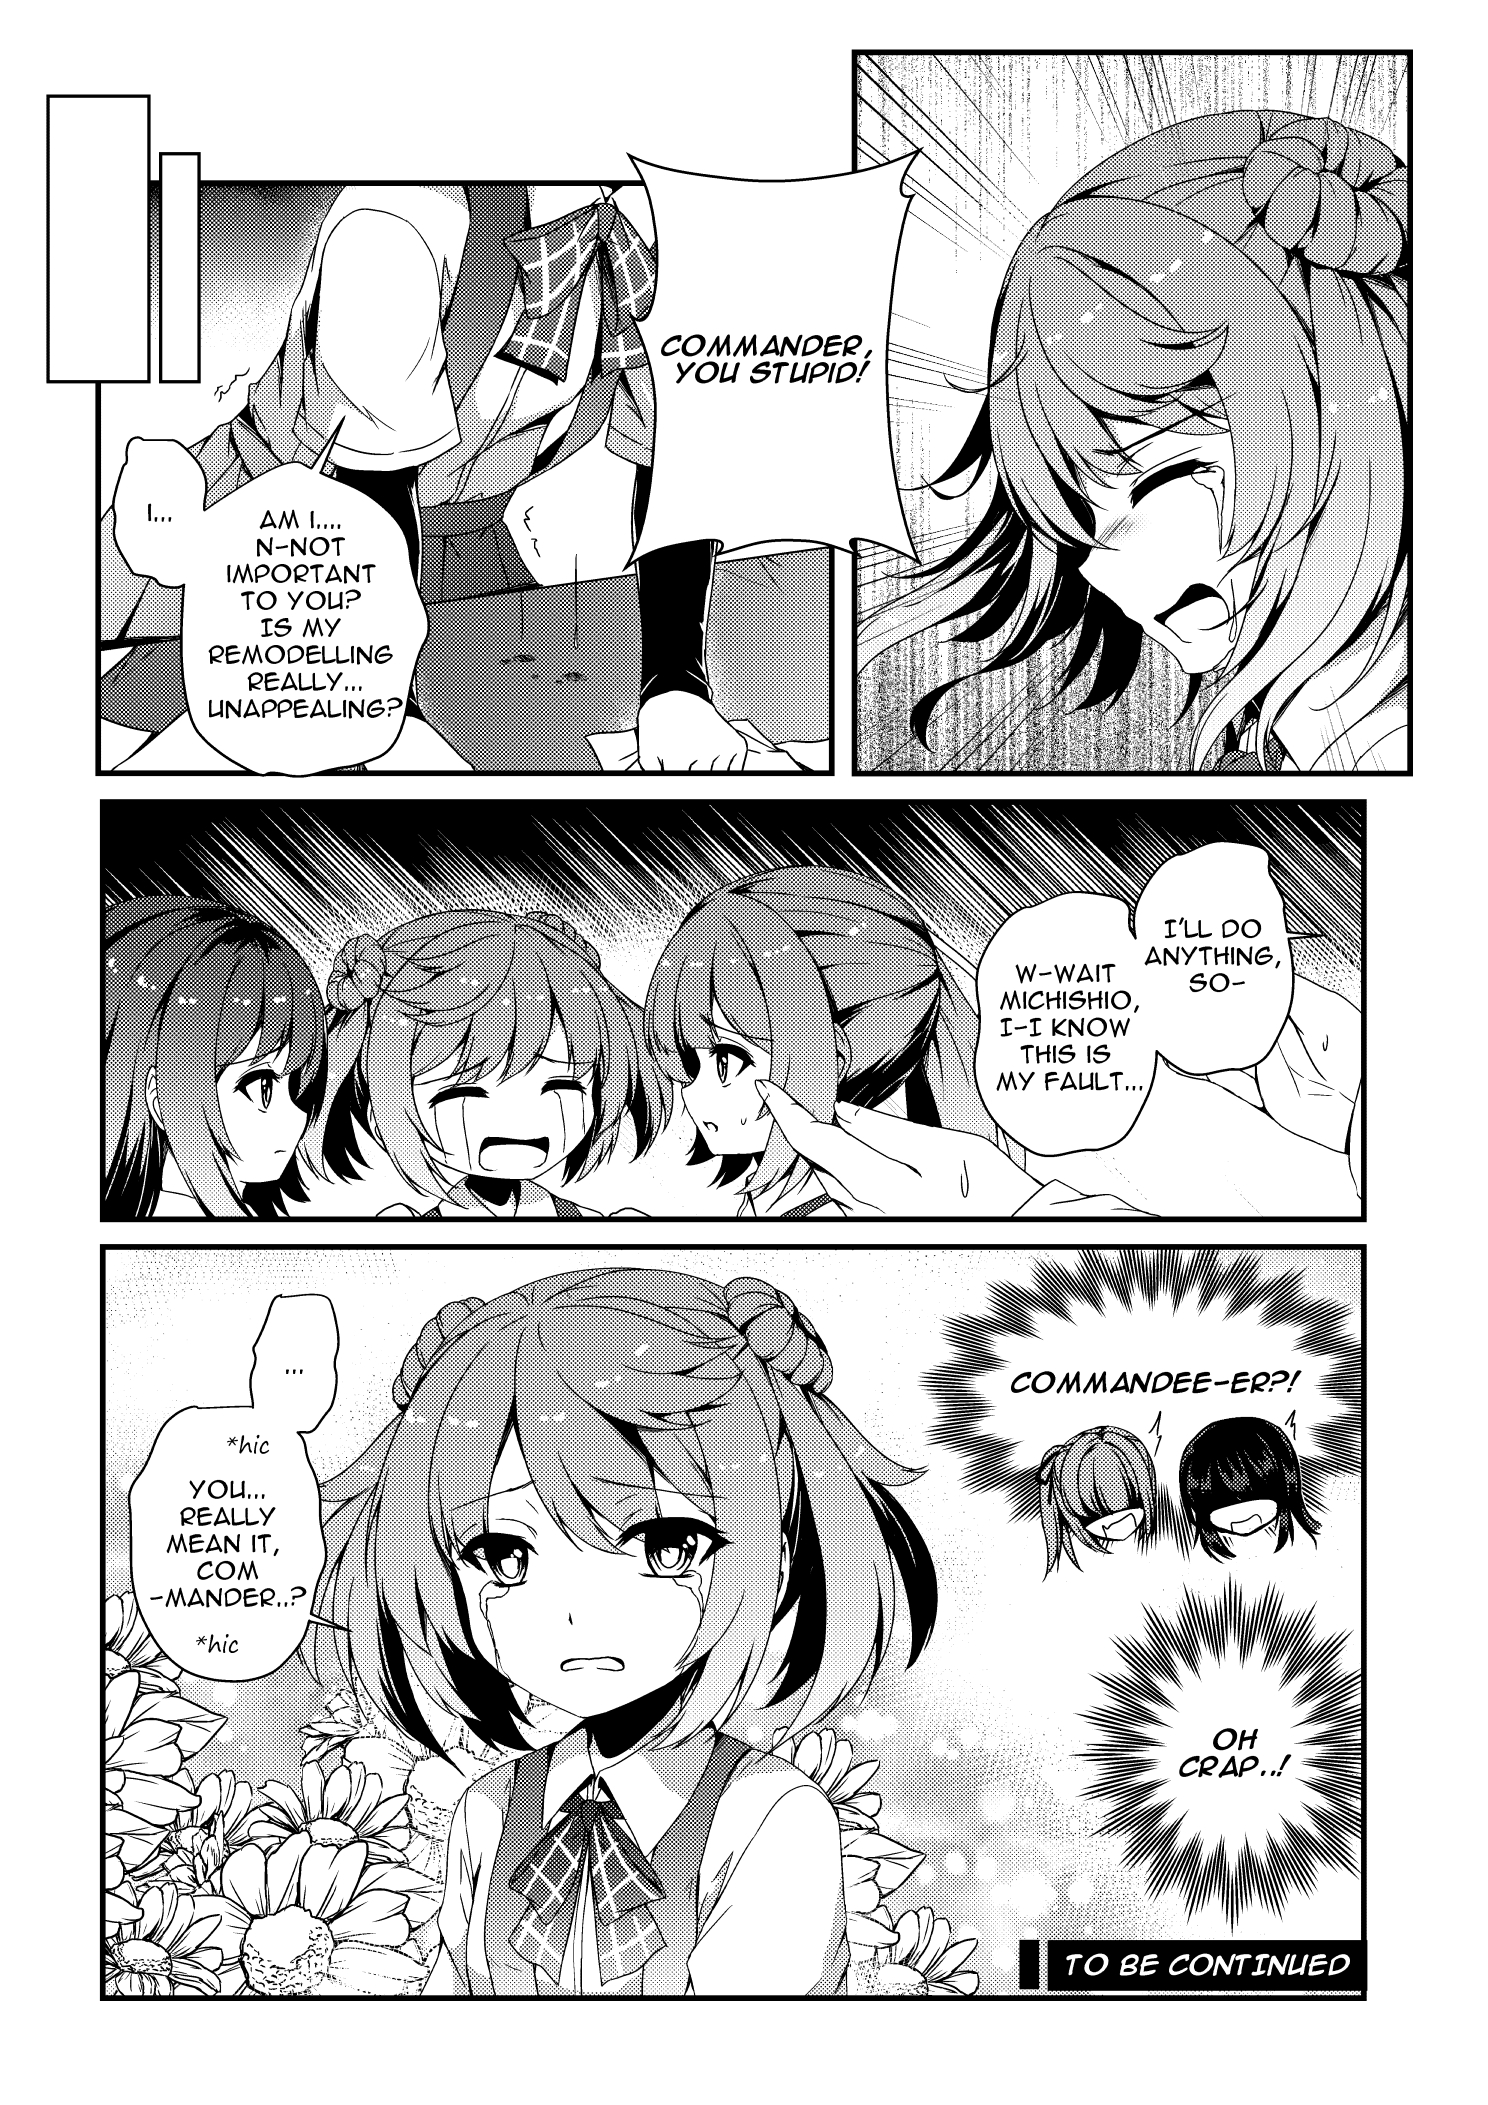 COMMANDER,
YOU STUPID!
I...
AM I....
N-NOT
IMPORTANT
TO YOU?
IS MY
REMODELLING
REALLY...
UNAPPEALING?
I'LL DO
ANYTHING,
SO-
W-WAIT
MICHISHIO,
I-I KNOW
THIS IS
MY FAULT...
COMMANDEE-ER?!
OH
CRAP..!
...
*hic
YOU...
REALLY
MEAN IT,
COM
-MANDER..?
*hic
TO BE CONTINUED